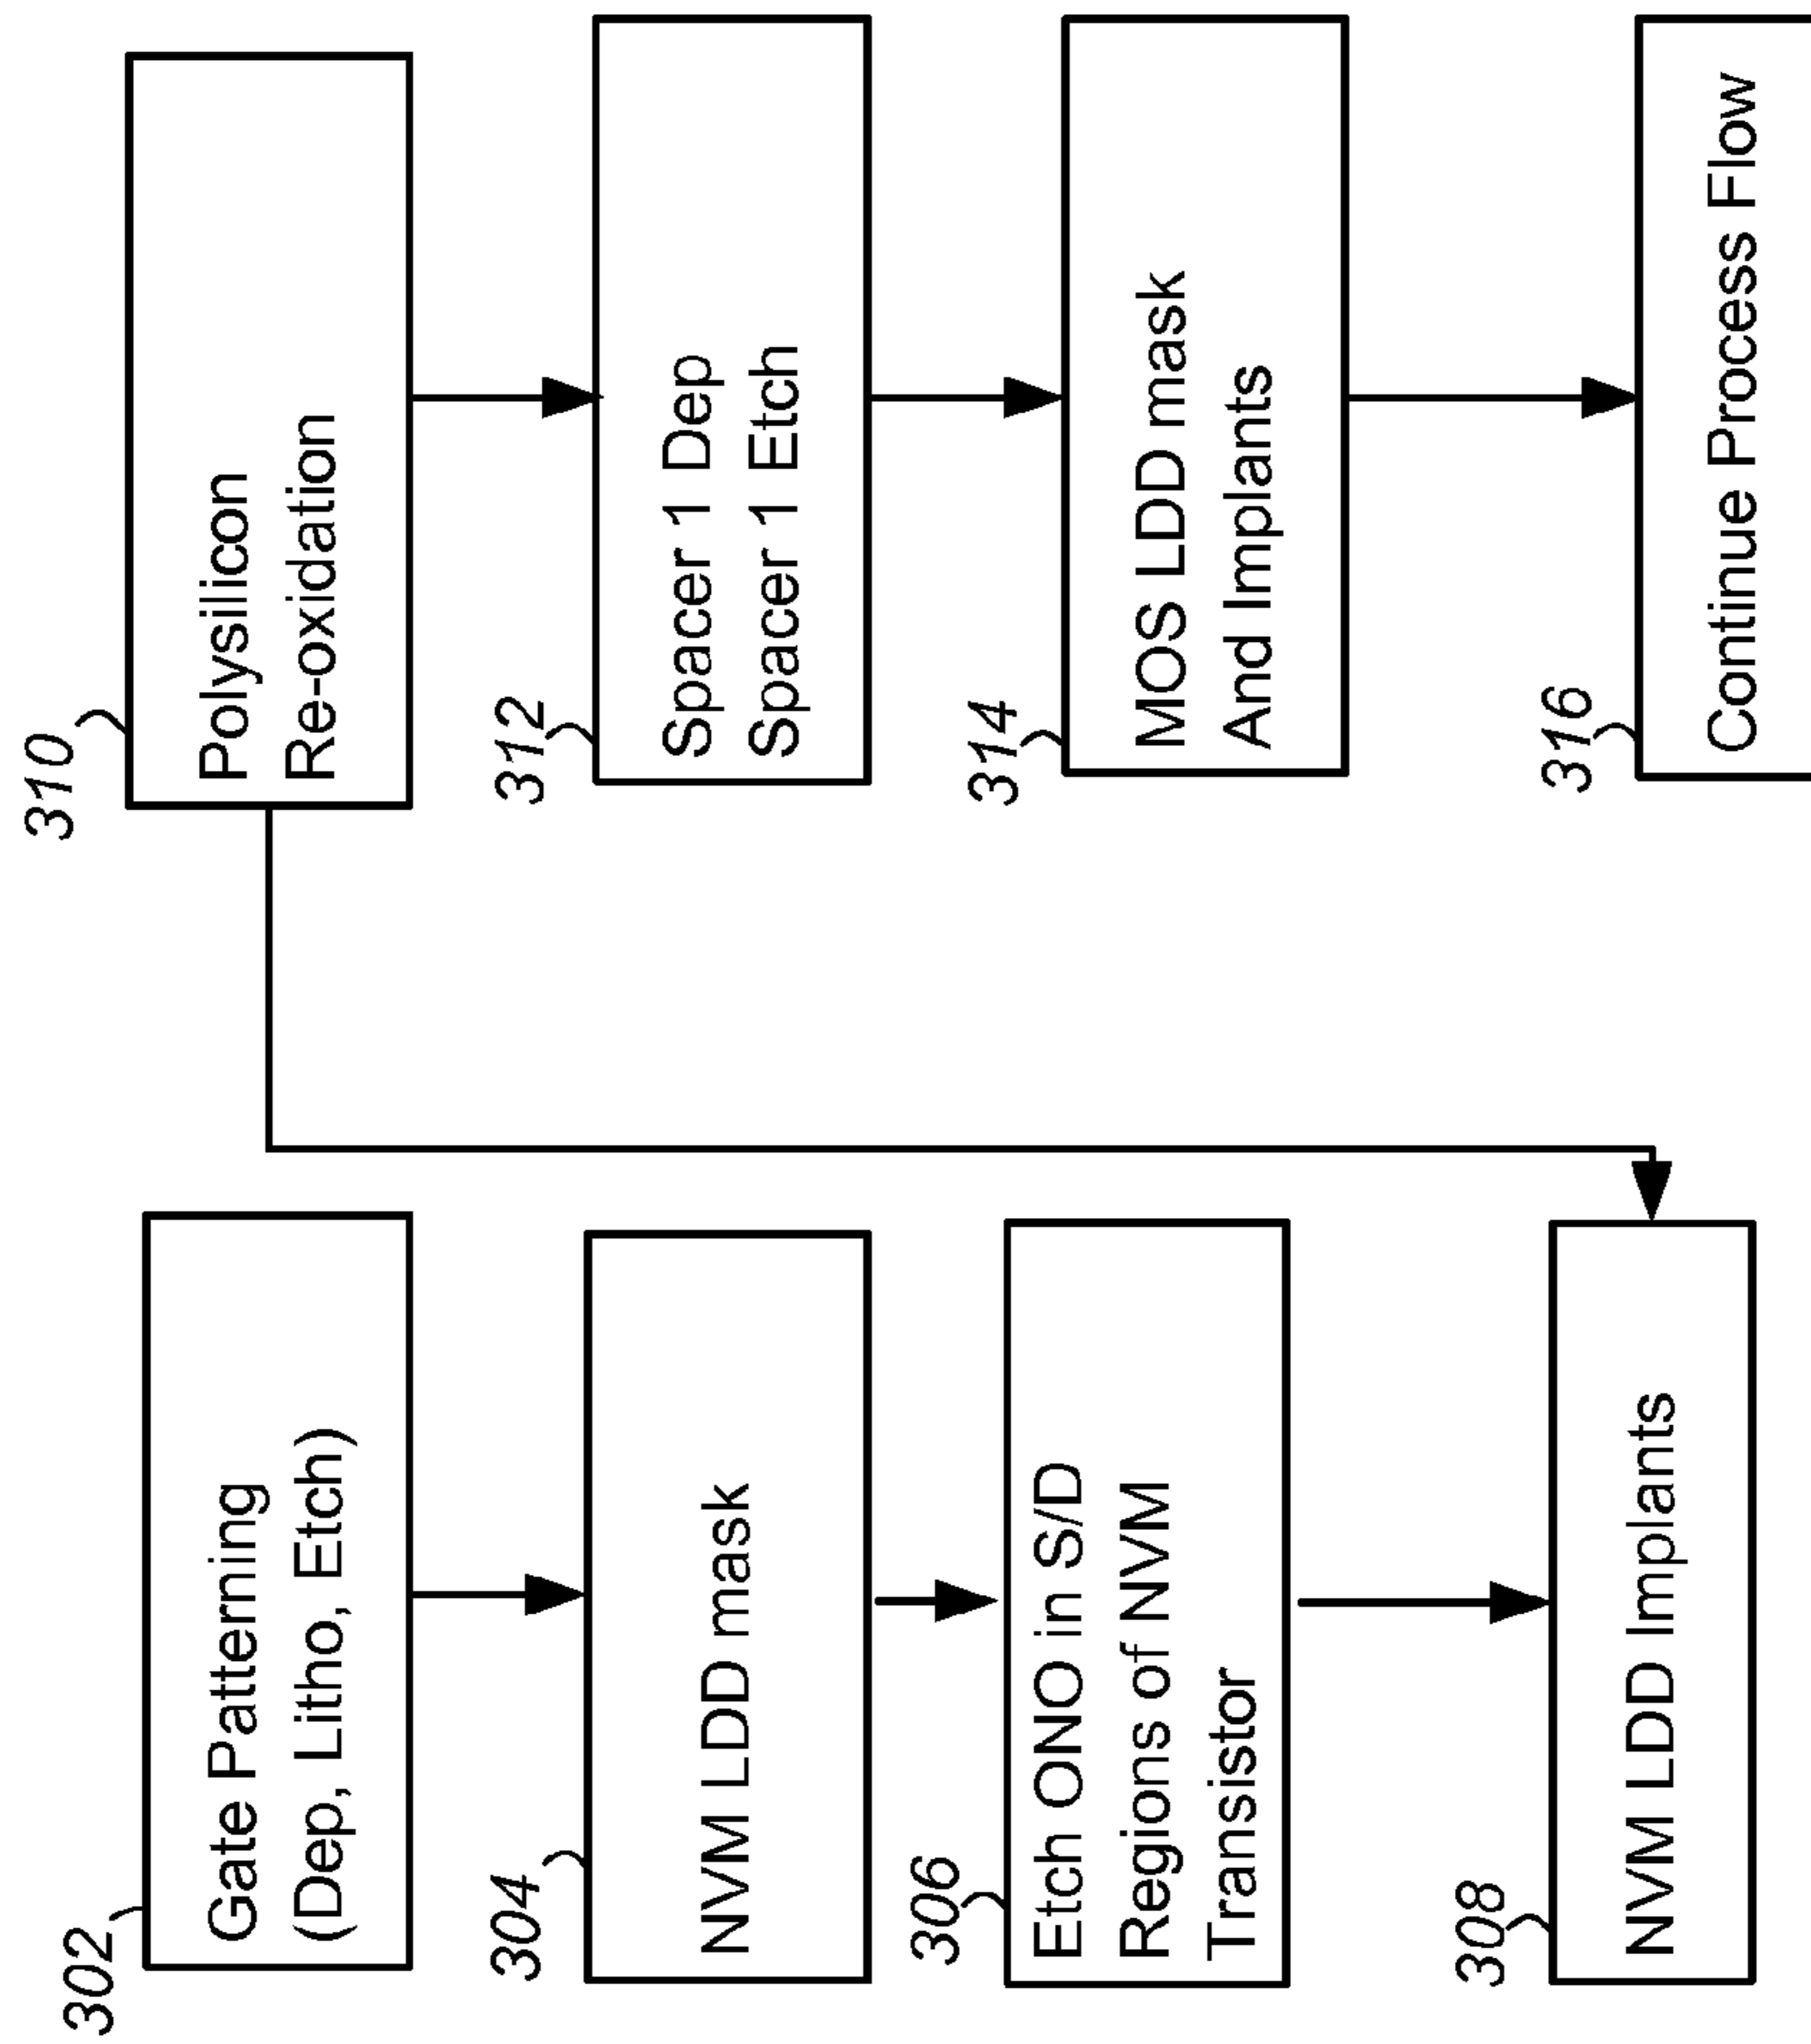 302
Gate Patterning
(Dep, Litho, Etch)
304
NVM LDD mask
306
Etch ONO in S/D
Regions of NVM
Transistor
308
NVM LDD Implants
310
Polysilicon
Re-oxidation
312
Spacer 1 Dep
Spacer 1 Etch
314
MOS LDD mask
And Implants
316
Continue Process Flow